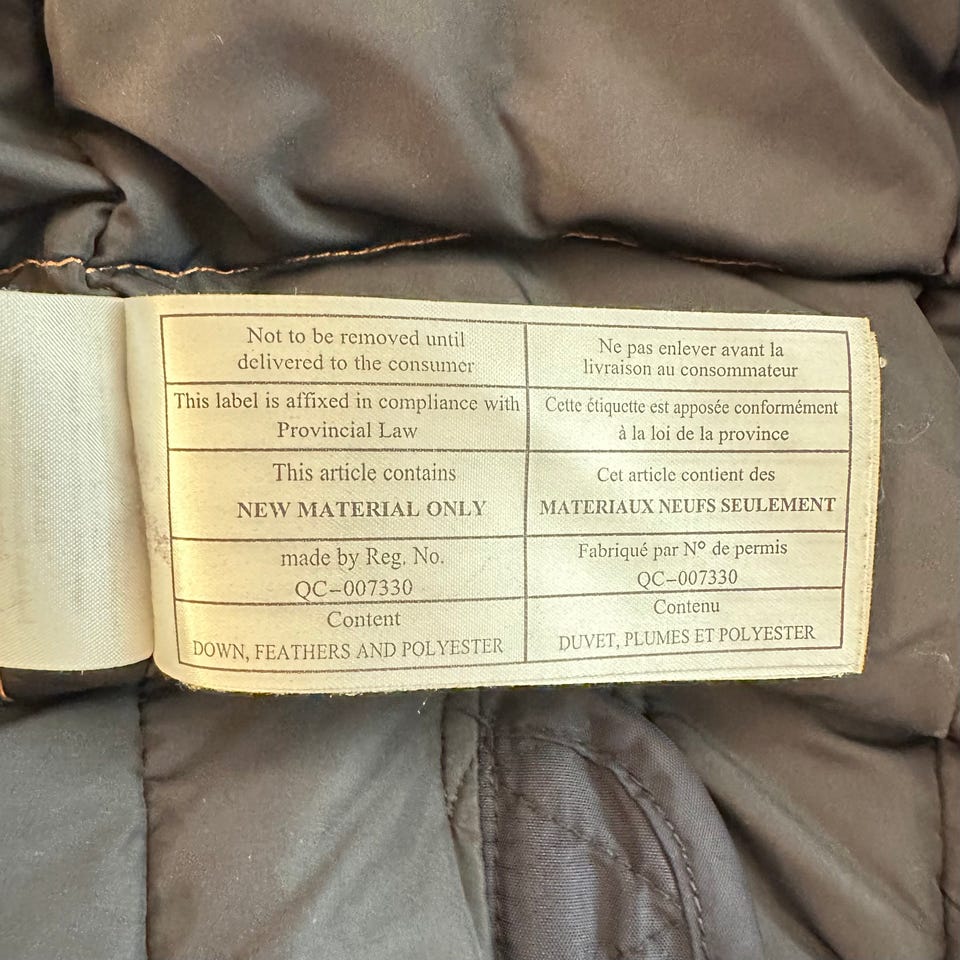 Not to be removed until
delivered to the consumer
This label is affixed in compliance with
Provincial Law
This article contains
NEW MATERIAL ONLY
made by Reg. No.
QC-007330
Content
DOWN, FEATHERS AND POLYESTER
Ne pas enlever avant la
livraison au consommateur
Cette étiquette est apposée conformément
à la loi de la province
Cet article contient des
MATERIAUX NEUFS SEULEMENT
Fabriqué par Nº de permis
QC-007330
Contenu
DUVET, PLUMES ET POLYESTER